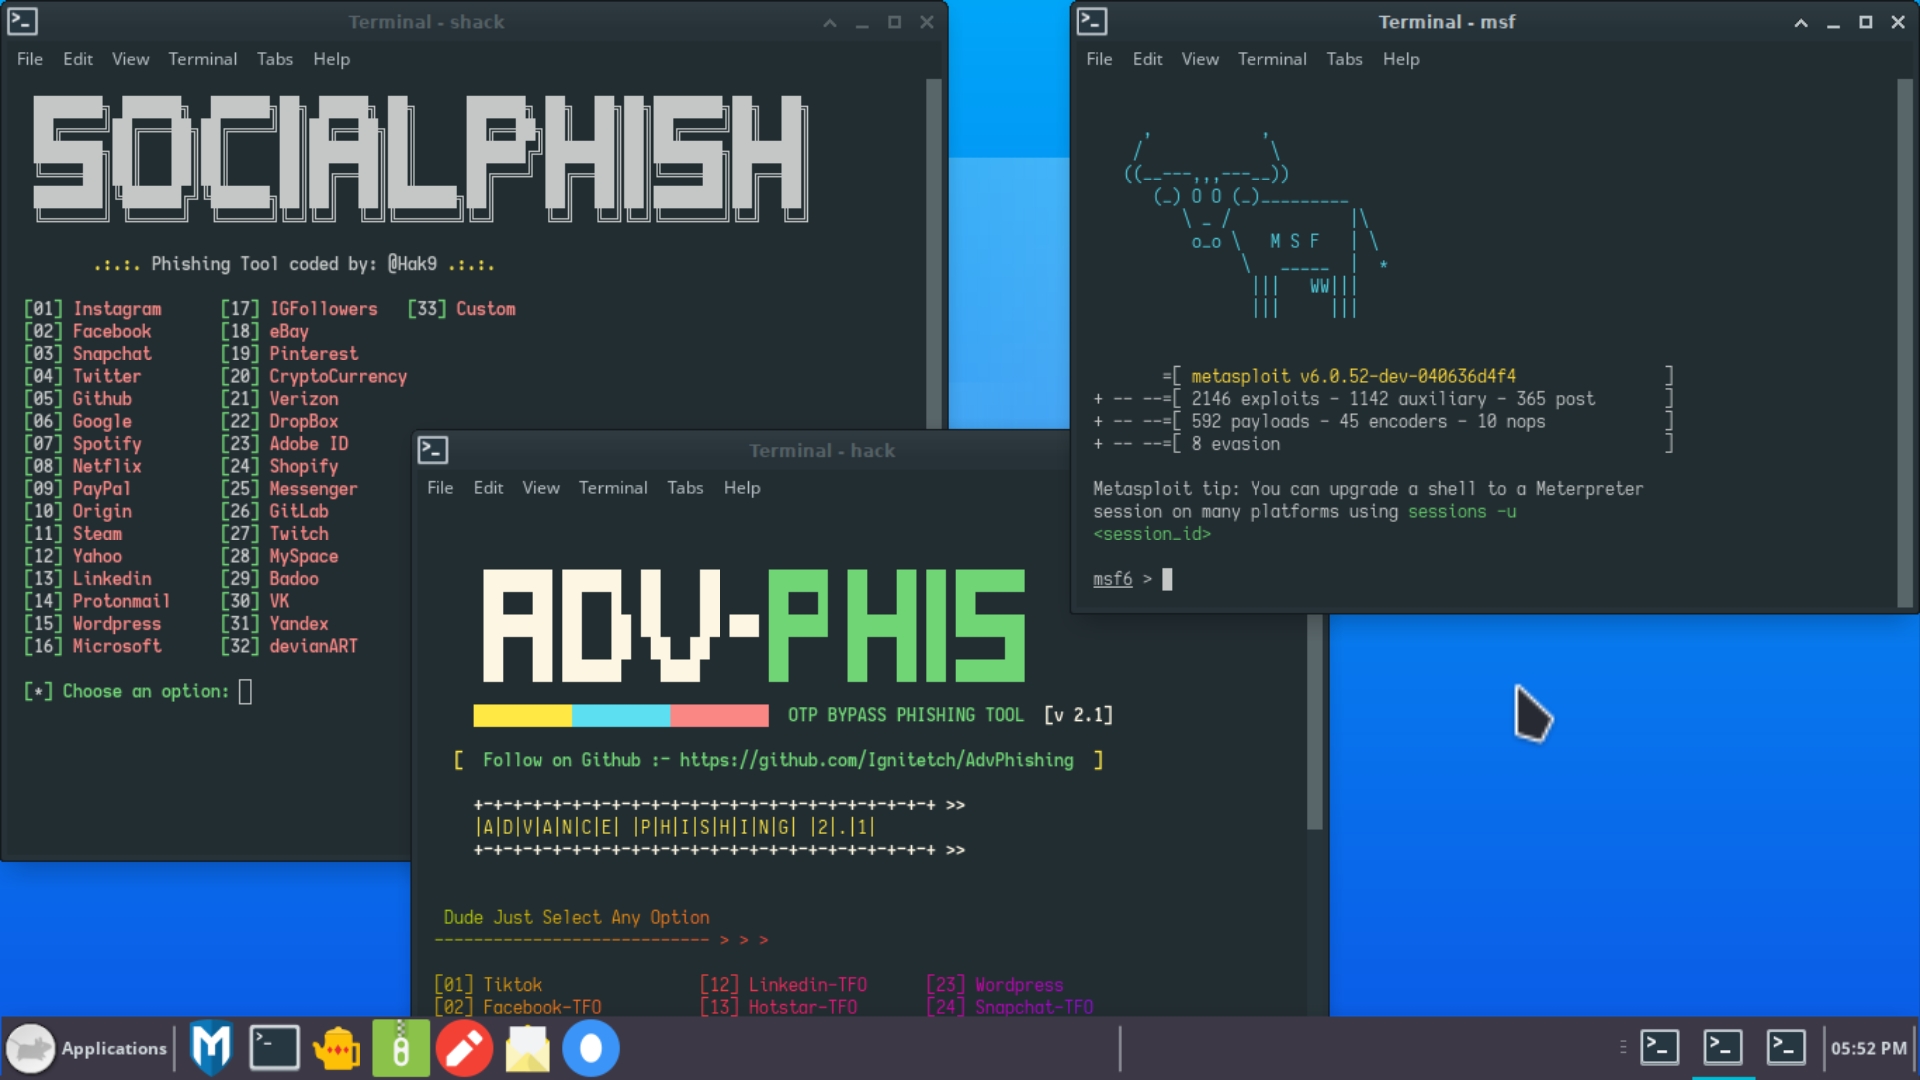 Terminal - shack
File Edit View Terminal Tabs Help
SOCIALPHISH
.:.:. Phishing Tool coded by: @Hak9 .:.:.
[01] Instagram [17] IGFollowers [33] Custom
[02] Facebook [18] eBay
[03] Snapchat [19] Pinterest
[04] Twitter [20] CryptoCurrency
[05] Github [21] Verizon
[06] Google [22] DropBox
[07] Spotify [23] Adobe ID
[08] Netflix [24] Shopify
[09] PayPal [25] Messenger
[10] Origin [26] GitLab
[11] Steam [27] Twitch
[12] Yahoo [28] MySpace
[13] Linkedin [29] Badoo
[14] Protonmail [30] VK
[15] Wordpress [31] Yandex
[16] Microsoft [32] devianART
[*] Choose an option:
Terminal - hack
File Edit View Terminal Tabs Help
ADV-PHIS
OTP BYPASS PHISHING TOOL [v 2.1]
[ Follow on Github :- https://github.com/Ignitetch/AdvPhishing ]
+-+-+-+-+-+-+-+-+-+-+-+-+-+-+-+-+-+-+-+-+-+-+-+ >>
|A|D|V|A|N|C|E| |P|H|I|S|H|I|N|G| |2|.|1|
+-+-+-+-+-+-+-+-+-+-+-+-+-+-+-+-+-+-+-+-+-+-+-+ >>
Dude Just Select Any Option
---------------------------- > > >
[01] Tiktok [12] Linkedin-TFO [23] Wordpress
[02] Facebook-TFO [13] Hotstar-TFO [24] Snapchat-TFO
Terminal - msf
File Edit View Terminal Tabs Help
M S F
WW
=[ metasploit v6.0.52-dev-040636d4f4 ]
+ -- --=[ 2146 exploits - 1142 auxiliary - 365 post ]
+ -- --=[ 592 payloads - 45 encoders - 10 nops ]
+ -- --=[ 8 evasion ]
Metasploit tip: You can upgrade a shell to a Meterpreter
session on many platforms using sessions -u
<session_id>
msf6 >
Applications
05:52 PM